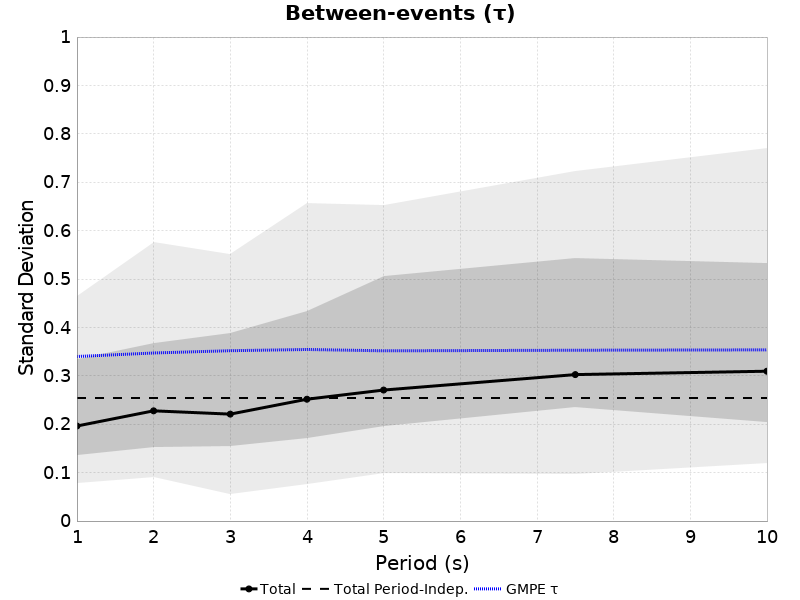 Between-events (τ)
1
0.9
0.8
0.7
0.6
0.5
0.4
0.3
0.2
0.1
0
Standard Deviation
1 2 3 4 5 6 7 8 9 10
Period (s)
Total Total Period-Indep. GMPE τ